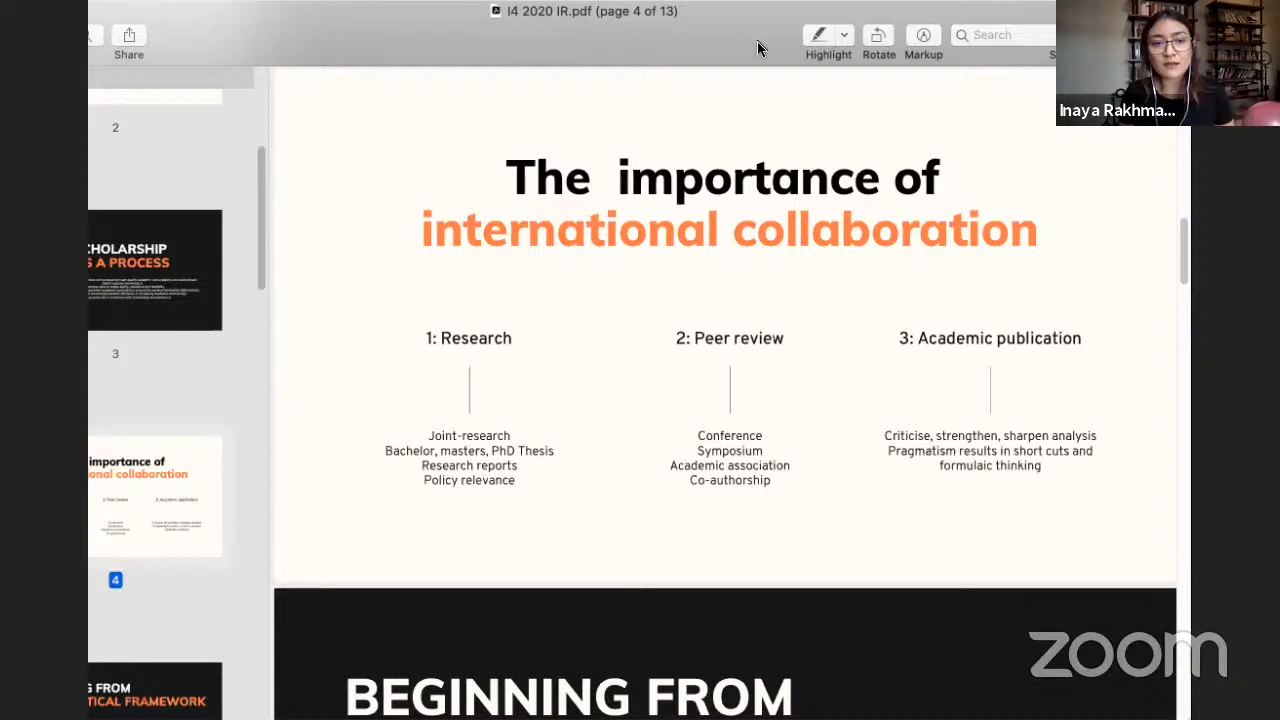 I4 2020 IR.pdf (page 4 of 13)
Share
Highlight
Rotate
Markup
Search
Inaya Rakhma...
2
CHOLARSHIP
S A PROCESS
3
importance of
onal collaboration
4
G FROM
TICAL FRAMEWORK
The importance of
international collaboration
1: Research
Joint-research
Bachelor, masters, PhD Thesis
Research reports
Policy relevance
2: Peer review
Conference
Symposium
Academic association
Co-authorship
3: Academic publication
Criticise, strengthen, sharpen analysis
Pragmatism results in short cuts and
formulaic thinking
BEGINNING FROM
zoom